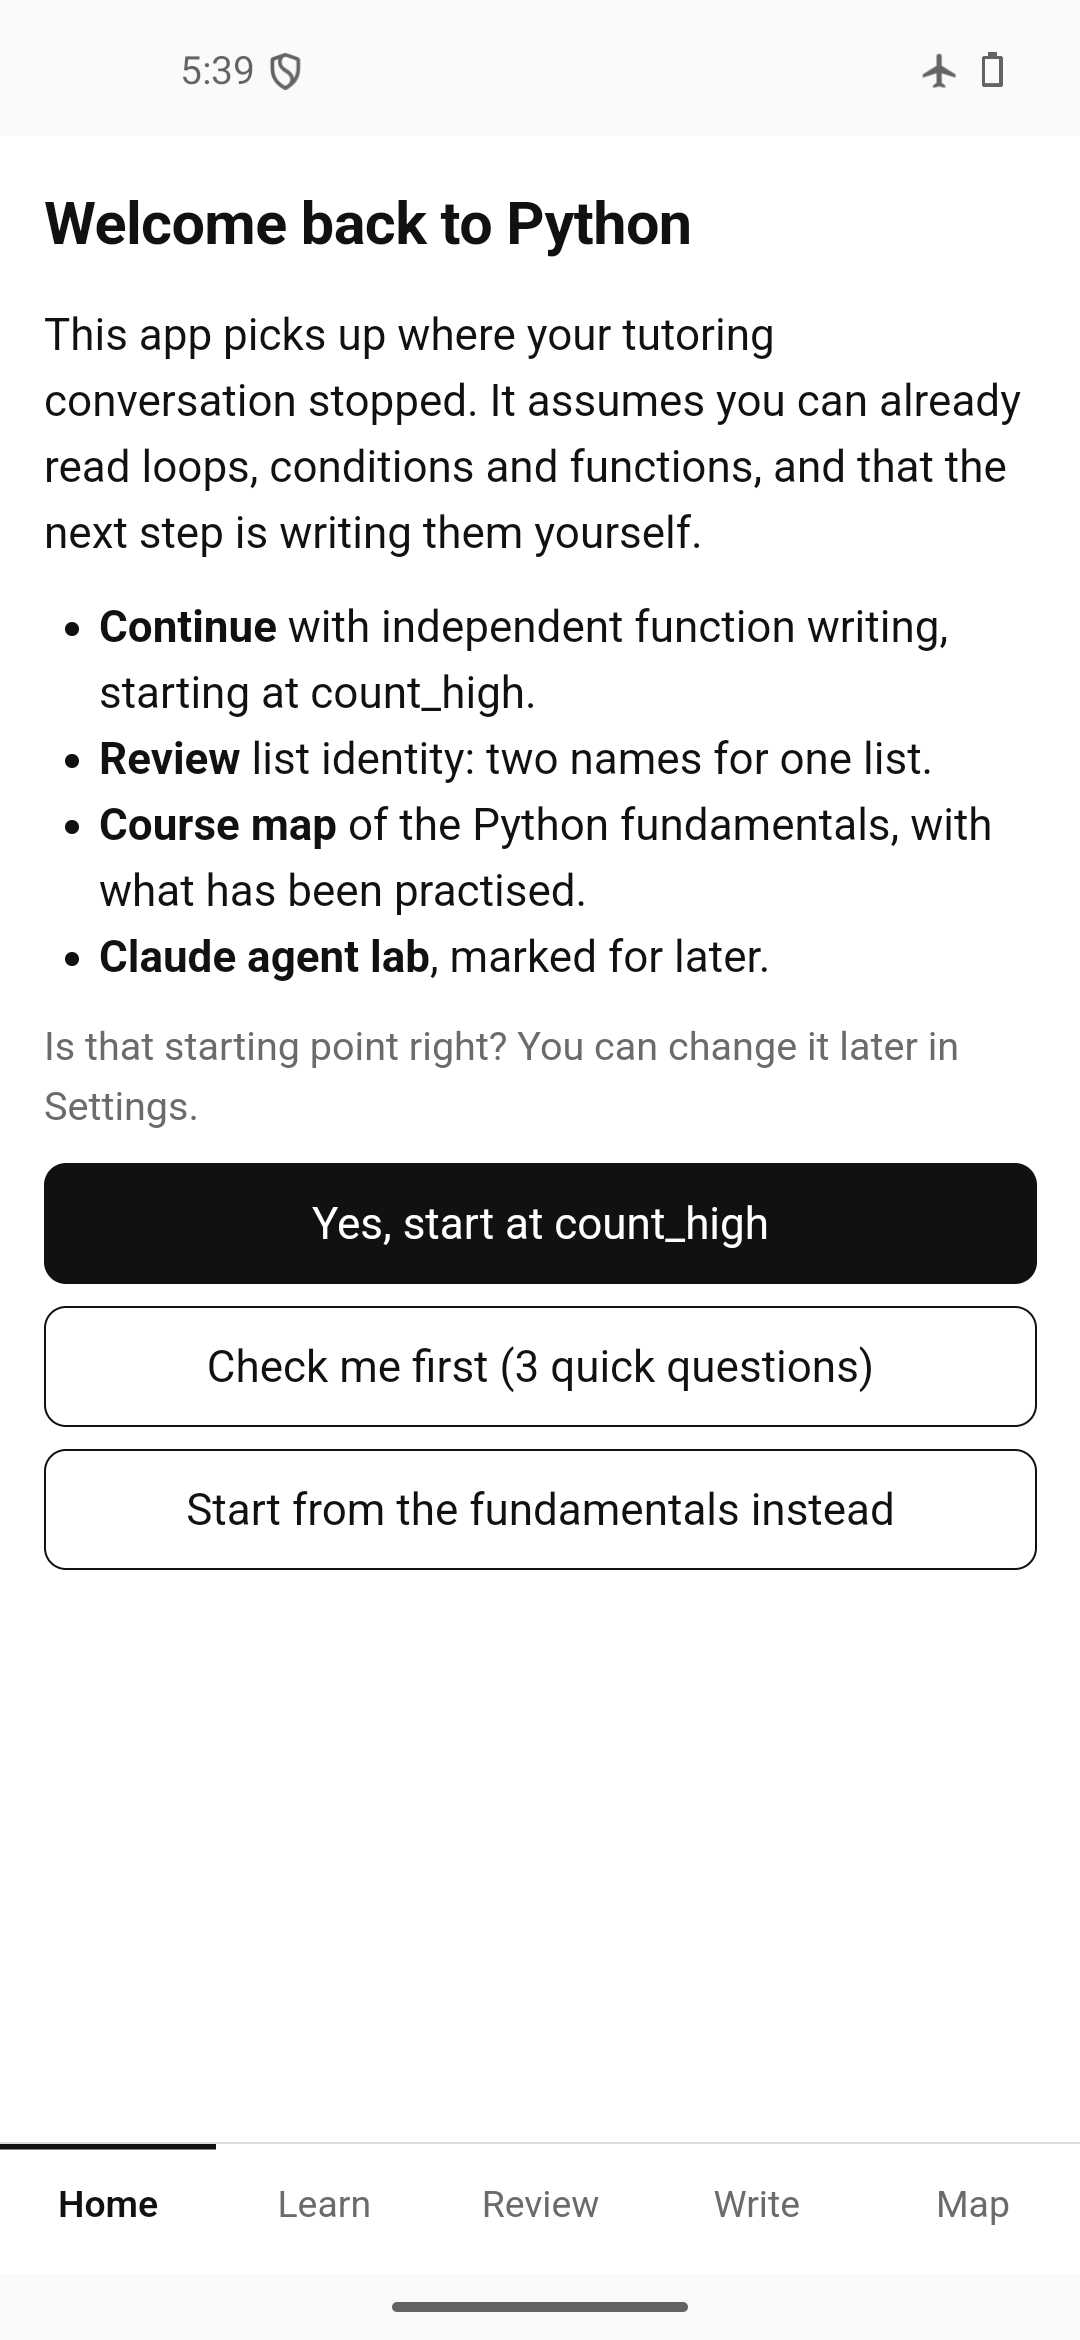 5:39
Welcome back to Python
This app picks up where your tutoring
conversation stopped. It assumes you can already
read loops, conditions and functions, and that the
next step is writing them yourself.
• Continue with independent function writing,
starting at count_high.
• Review list identity: two names for one list.
• Course map of the Python fundamentals, with
what has been practised.
• Claude agent lab, marked for later.
Is that starting point right? You can change it later in
Settings.
Yes, start at count_high
Check me first (3 quick questions)
Start from the fundamentals instead
Home Learn Review Write Map